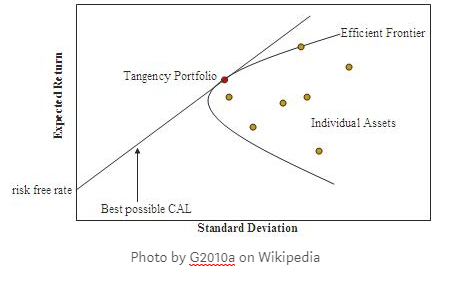 Efficient Frontier
Tangency Portfolio
Expected Return
Individual Assets
risk free rate
Best possible CAL
Standard Deviation
Photo by G2010a on Wikipedia